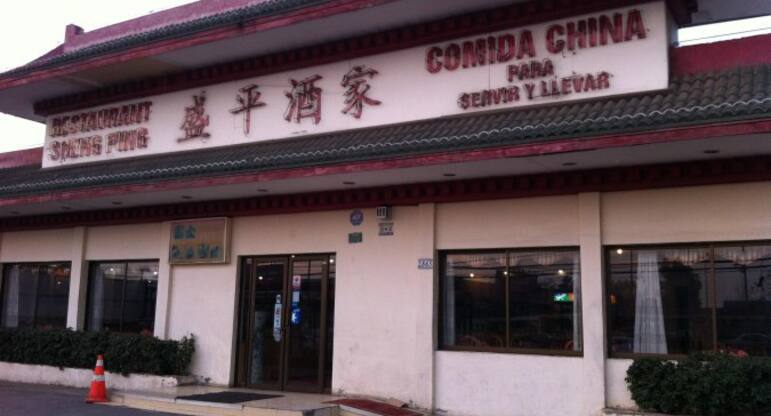 RESTAURANT
SHENG PING
盛平酒家
COMIDA CHINA
PARA
SERVIR Y LLEVAR